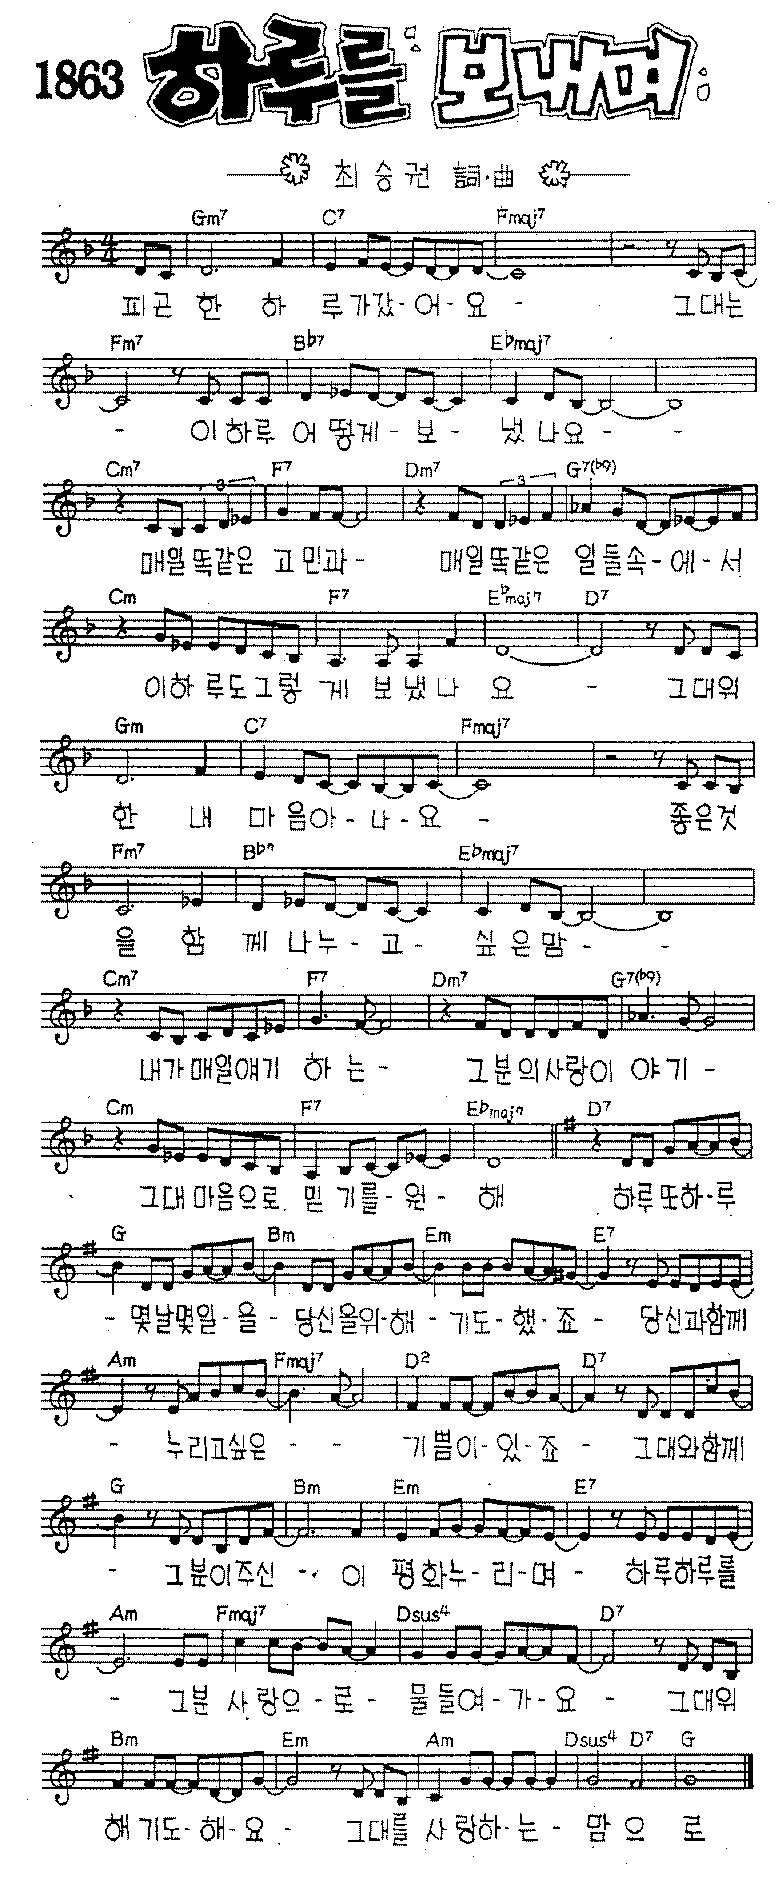 1863 하루를 보내며
최승권 詞·曲
Gm7 C7 Fmaj7
피곤한 하 루가갔-어-요- 그대는
Fm7 Bb7 Ebmaj7
- 이하루 어떻게-보- 냈나요- -
Cm7 3 F7 Dm7 3 G7(b9)
매일똑같은 고민과- 매일똑같은 일들속-에-서
Cm F7 Ebmaj7 D7
이하루도그렇게 보냈나 요 - 그대위
Gm C7 Fmaj7
한 내 마음아-나-요 - 좋은것
Fm7 Bb7 Ebmaj7
을 함 께나누-고- 싶은맘- -
Cm7 F7 Dm7 G7(b9)
내가매일얘기 하는- 그분의사랑이 야기-
Cm F7 Ebmaj7 D7
그대마음으로 믿기를-원-해 하루또하-루
G Bm Em E7
- 몇날몇일-을- 당신을위-해- 기도-했-죠- 당신과함께
Am Fmaj7 D2 D7
- 누리고싶은- - 기쁨이-있-죠- 그대와함께
G Bm Em E7
- 그분이주신-- 이 평화누-리-며- 하루하루를
Am Fmaj7 Dsus4 D7
- 그분 사랑으-로- 물들여-가-요- 그대위
Bm Em Am Dsus4 D7 G
해기도-해-요- 그대를 사랑하-는- 맘으 로